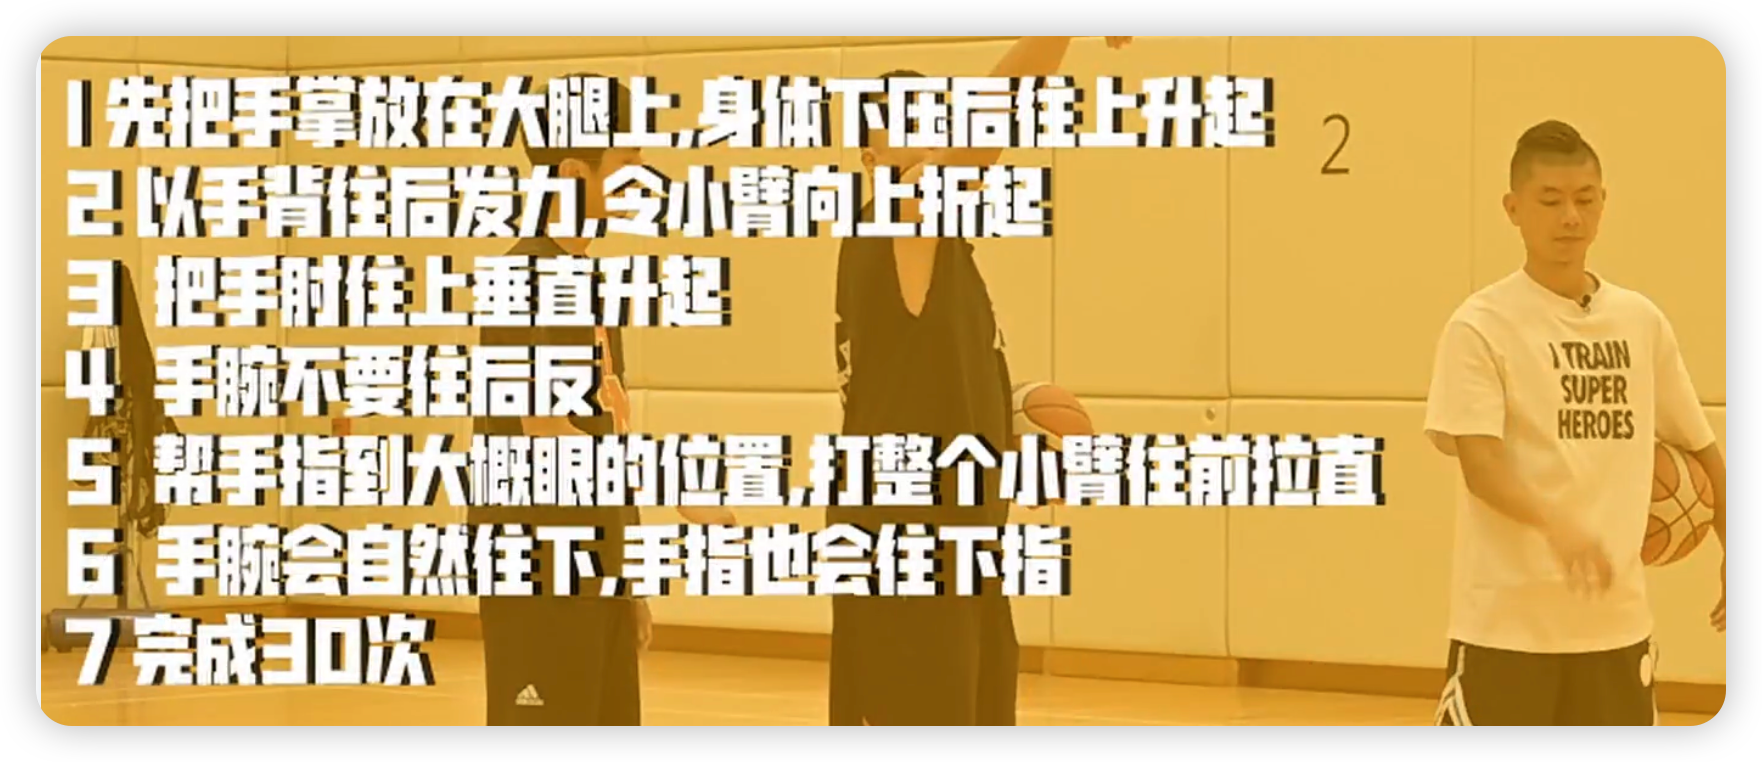 1 先把手掌放在大腿上,身体下压后往上升起
2 以手背往后发力,令小臂向上折起
3 把手肘往上垂直升起
4 手腕不要往后反
5 帮手指到大概眼的位置,打整个小臂往前拉直
6 手腕会自然往下,手指也会往下指
7 完成30次
2
I TRAIN
SUPER
HEROES